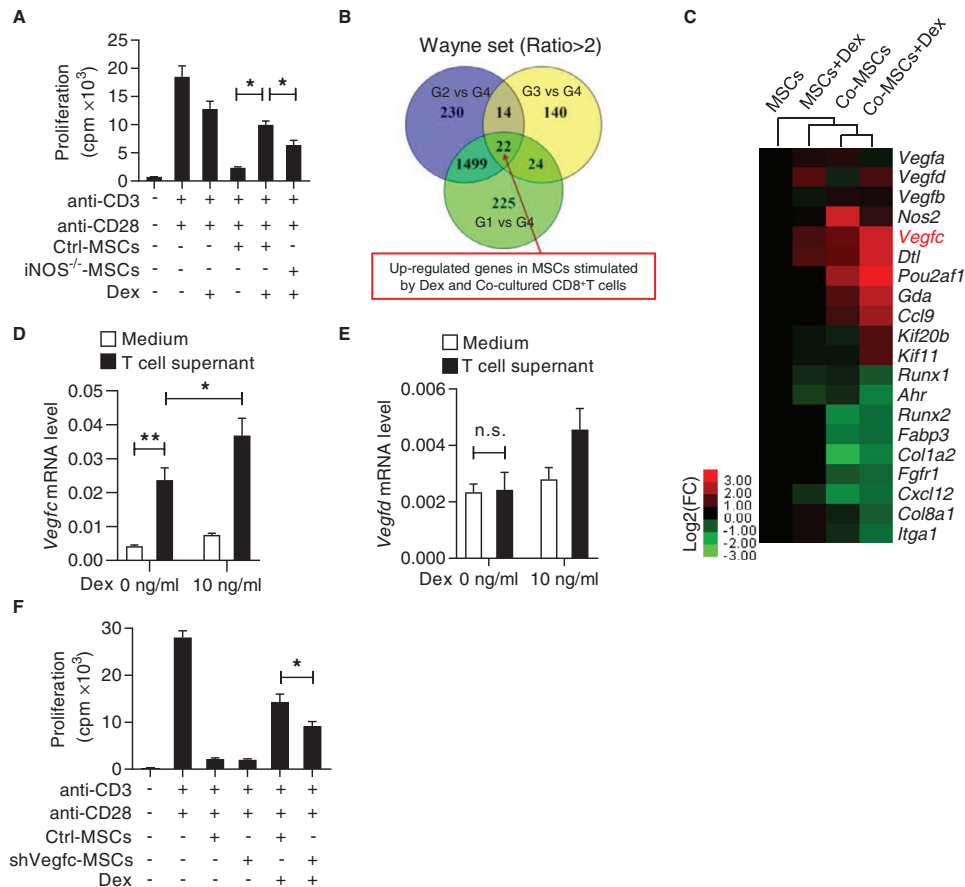 A
Proliferation
(cpm ×10³)
20
15
10
5
0
* *
anti-CD3 - + + + + +
anti-CD28 - + + + + +
Ctrl-MSCs - - - + + -
iNOS⁻/⁻-MSCs - - - - - +
Dex - - + - + +
B
Wayne set (Ratio>2)
G2 vs G4
230
G3 vs G4
140
14
22
1499
24
225
G1 vs G4
Up-regulated genes in MSCs stimulated
by Dex and Co-cultured CD8⁺T cells
C
MSCs
MSCs+Dex
Co-MSCs
Co-MSCs+Dex
Vegfa
Vegfd
Vegfb
Nos2
Vegfc
Dtl
Pou2af1
Gda
Ccl9
Kif20b
Kif11
Runx1
Ahr
Runx2
Fabp3
Col1a2
Fgfr1
Cxcl12
Col8a1
Itga1
Log2(FC)
3.00
2.00
1.00
0.00
-1.00
-2.00
-3.00
D
Medium
T cell supernant
Vegfc mRNA level
0.05
0.04
0.03
0.02
0.01
0.00
**
*
Dex 0 ng/ml 10 ng/ml
E
Medium
T cell supernant
Vegfd mRNA level
0.006
0.004
0.002
0.000
n.s.
Dex 0 ng/ml 10 ng/ml
F
Proliferation
(cpm ×10³)
30
20
10
0
*
anti-CD3 - + + + + +
anti-CD28 - + + + + +
Ctrl-MSCs - - + - + -
shVegfc-MSCs - - - + - +
Dex - - - - + +